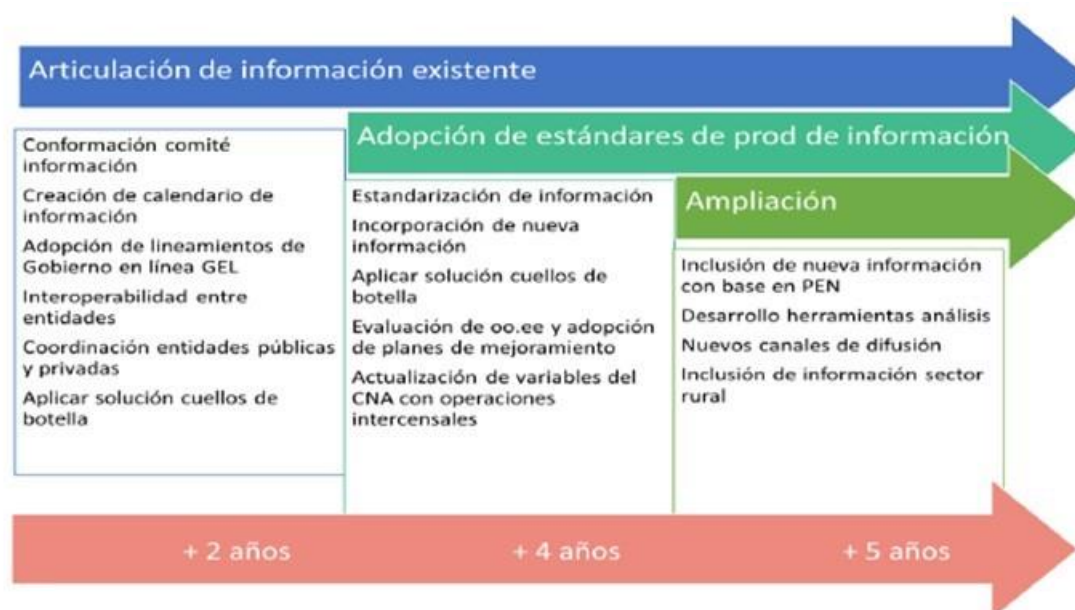 Articulación de información existente
Adopción de estándares de prod de información
Ampliación
Conformación comité
información
Creación de calendario de
información
Adopción de lineamientos de
Gobierno en línea GEL
Interoperabilidad entre
entidades
Coordinación entidades públicas
y privadas
Aplicar solución cuellos de
botella
Estandarización de información
Incorporación de nueva
información
Aplicar solución cuellos de
botella
Evaluación de oo.ee y adopción
de planes de mejoramiento
Actualización de variables del
CNA con operaciones
intercensales
Inclusión de nueva información
con base en PEN
Desarrollo herramientas análisis
Nuevos canales de difusión
Inclusión de información sector
rural
+ 2 años
+ 4 años
+ 5 años